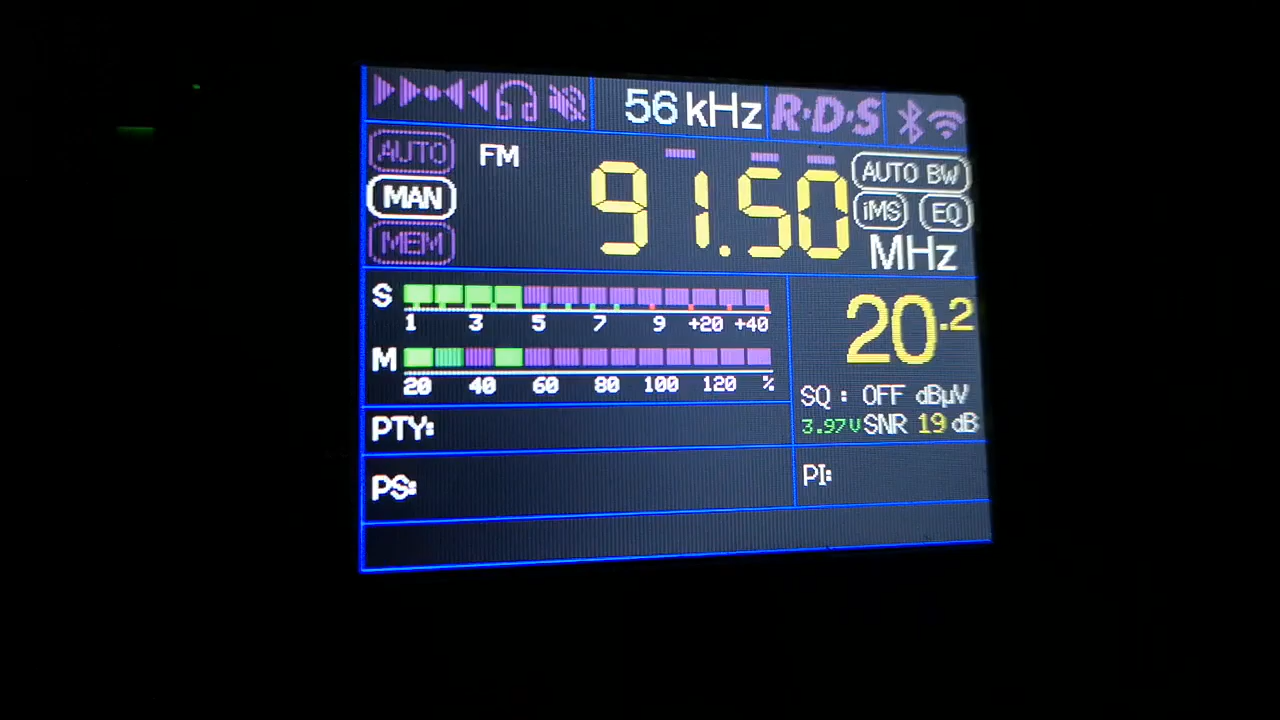 56 kHz R·D·S
AUTO FM 91.50 AUTO BW
MAN iMS EQ
MEM MHz
S 1 3 5 7 9 +20 +40 20.2
M 20 40 60 80 100 120 %
SQ : OFF dBµV
3.97V SNR 19 dB
PTY:
PS: PI: